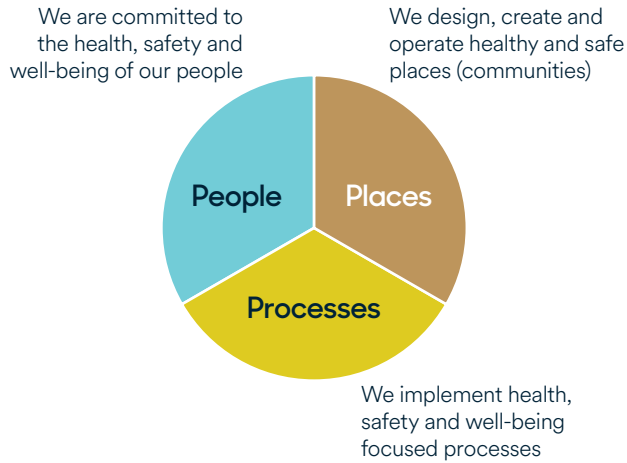 We are committed to
the health, safety and
well-being of our people
We design, create and
operate healthy and safe
places (communities)
People
Places
Processes
We implement health,
safety and well-being
focused processes